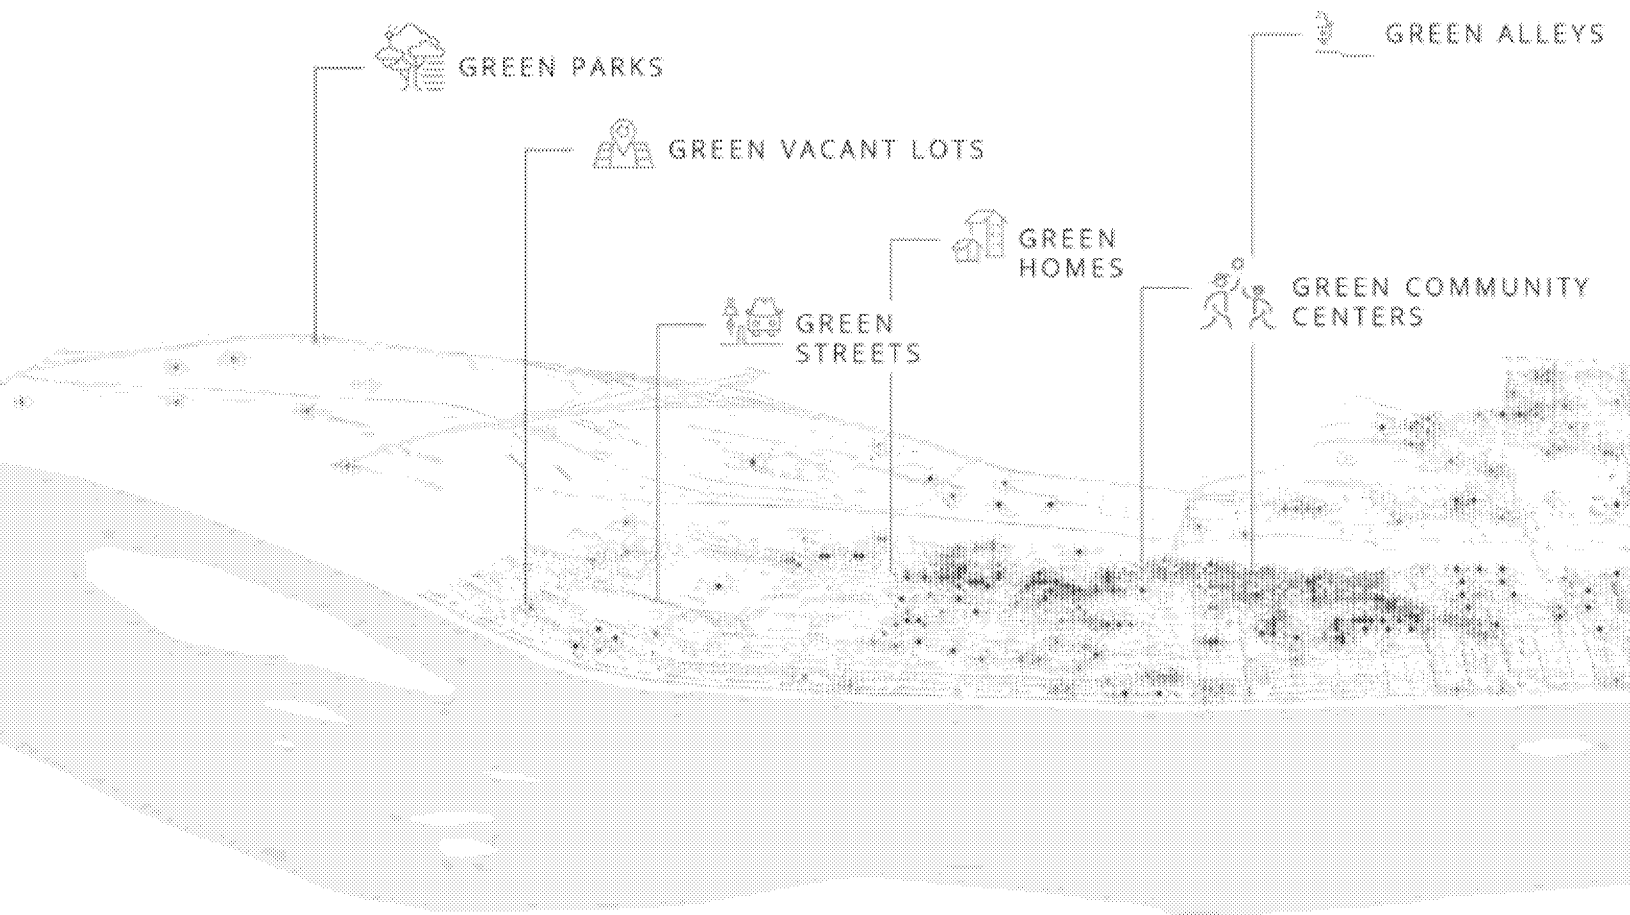 GREEN PARKS
GREEN ALLEYS
GREEN VACANT LOTS
GREEN
HOMES
GREEN COMMUNITY
CENTERS
GREEN
STREETS